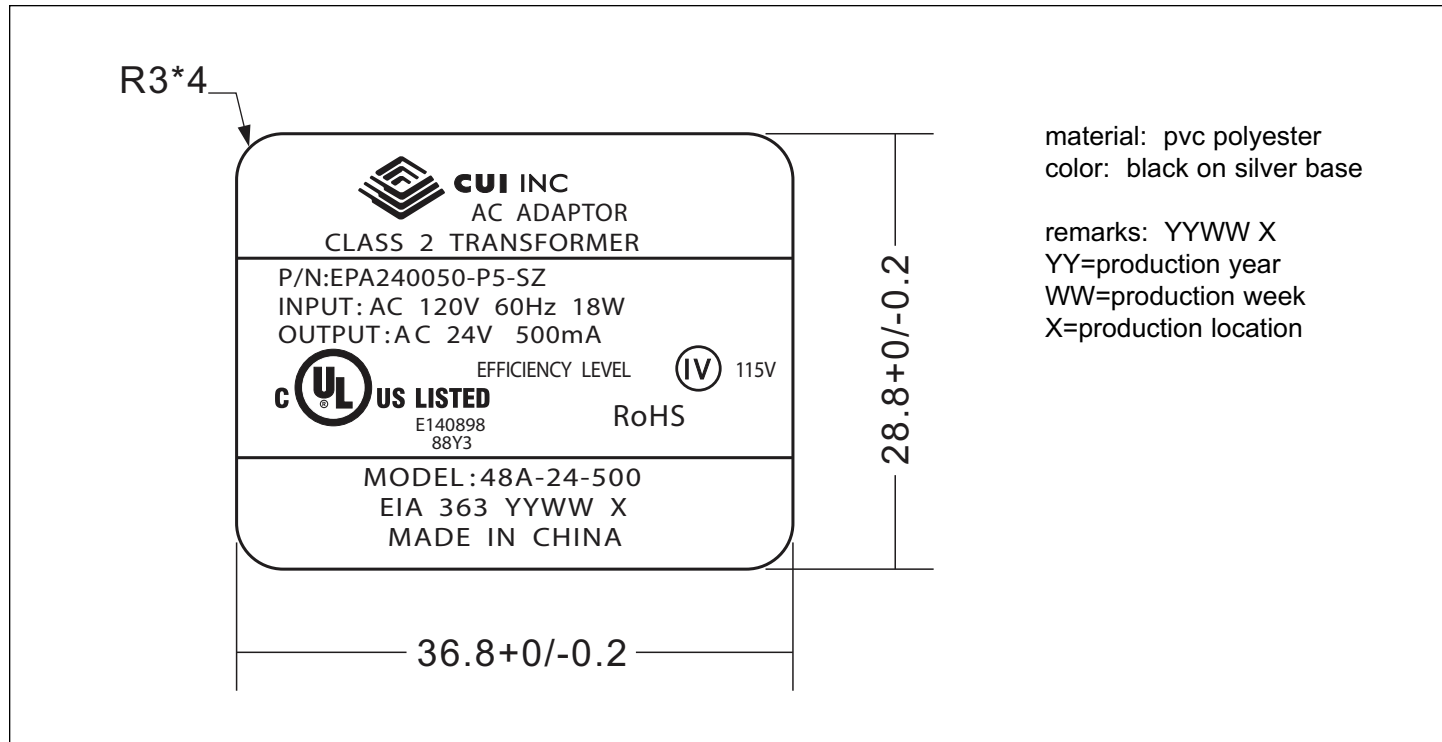 R3*4
CUI INC
AC ADAPTOR
CLASS 2 TRANSFORMER
P/N:EPA240050-P5-SZ
INPUT: AC 120V 60Hz 18W
OUTPUT:AC 24V 500mA
EFFICIENCY LEVEL IV 115V
C UL ® US LISTED
RoHS
E140898
88Y3
MODEL:48A-24-500
EIA 363 YYWW X
MADE IN CHINA
28.8+0/-0.2
36.8+0/-0.2
material: pvc polyester
color: black on silver base
remarks: YYWW X
YY=production year
WW=production week
X=production location